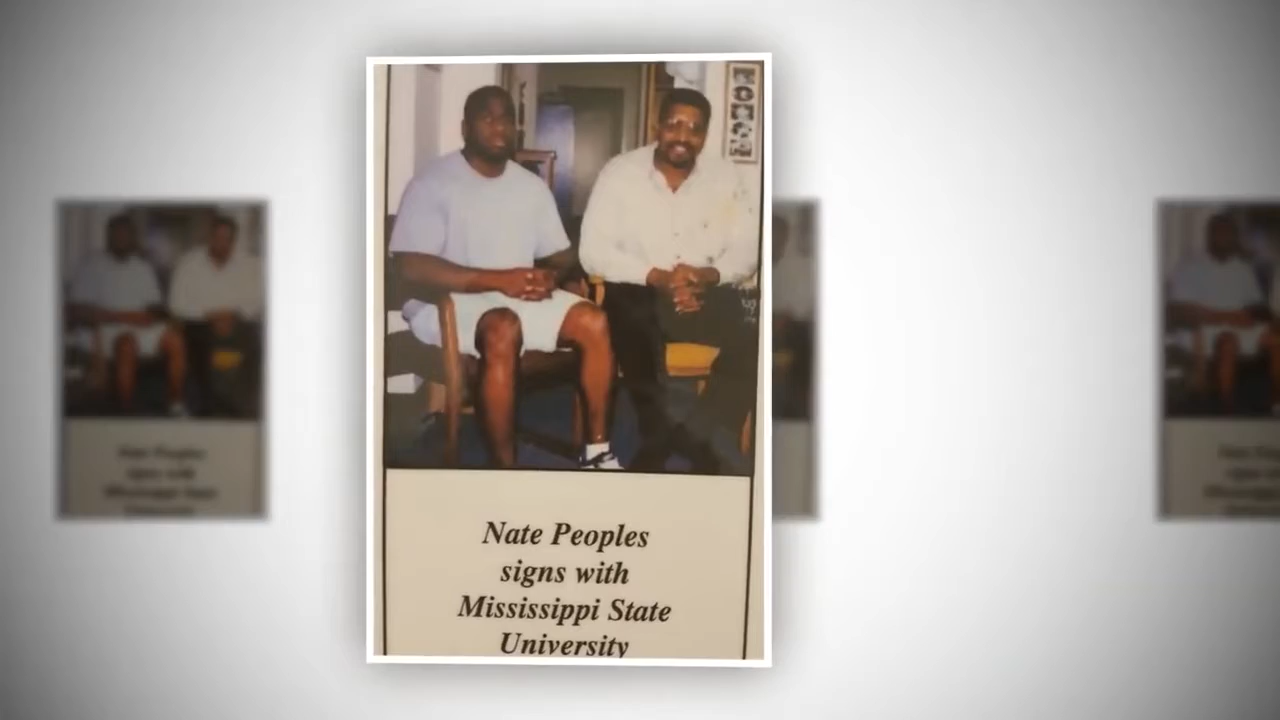 Nate Peoples
signs with
Mississippi State
University